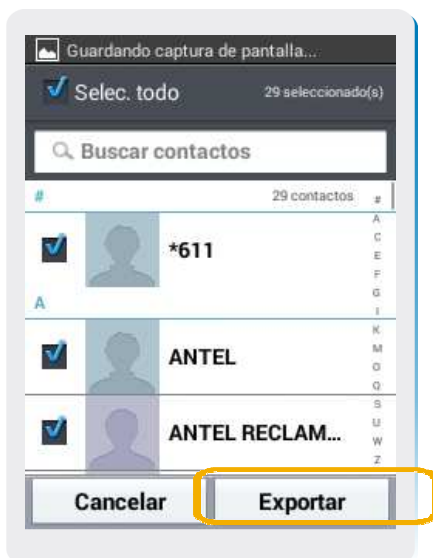 Guardando captura de pantalla...
Selec. todo 29 seleccionado(s)
Buscar contactos
# 29 contactos
*611
A
ANTEL
ANTEL RECLAM...
#
A
C
E
F
G
I
K
M
O
Q
S
U
W
Z
Cancelar Exportar